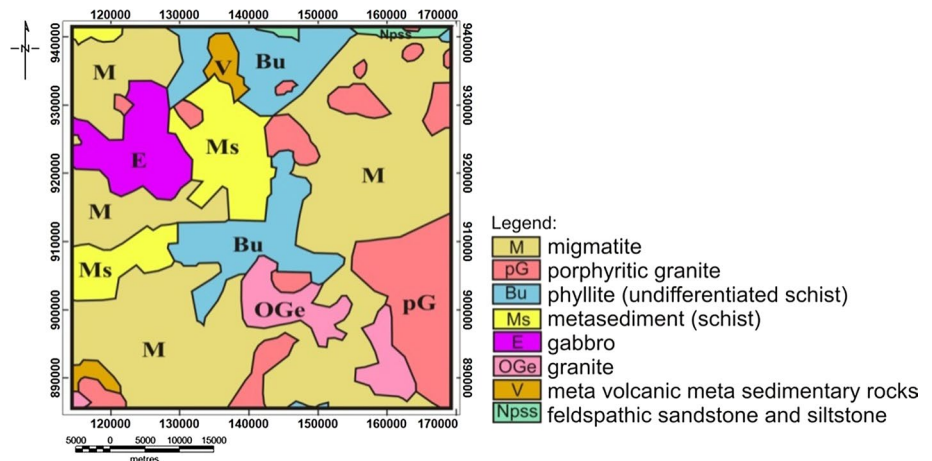 120000 130000 140000 150000 160000 170000
940000 930000 920000 910000 900000 890000 880000
N
Npss
940000 930000 920000 910000 900000 89000
M
V
Bu
E
Ms
M
M
Bu
Ms
OGe
pG
M
120000 130000 140000 150000 160000 170000
5000 0 5000 10000 15000
metres
Legend:
M migmatite
pG porphyritic granite
Bu phyllite (undifferentiated schist)
Ms metasediment (schist)
E gabbro
OGe granite
V meta volcanic meta sedimentary rocks
Npss feldspathic sandstone and siltstone